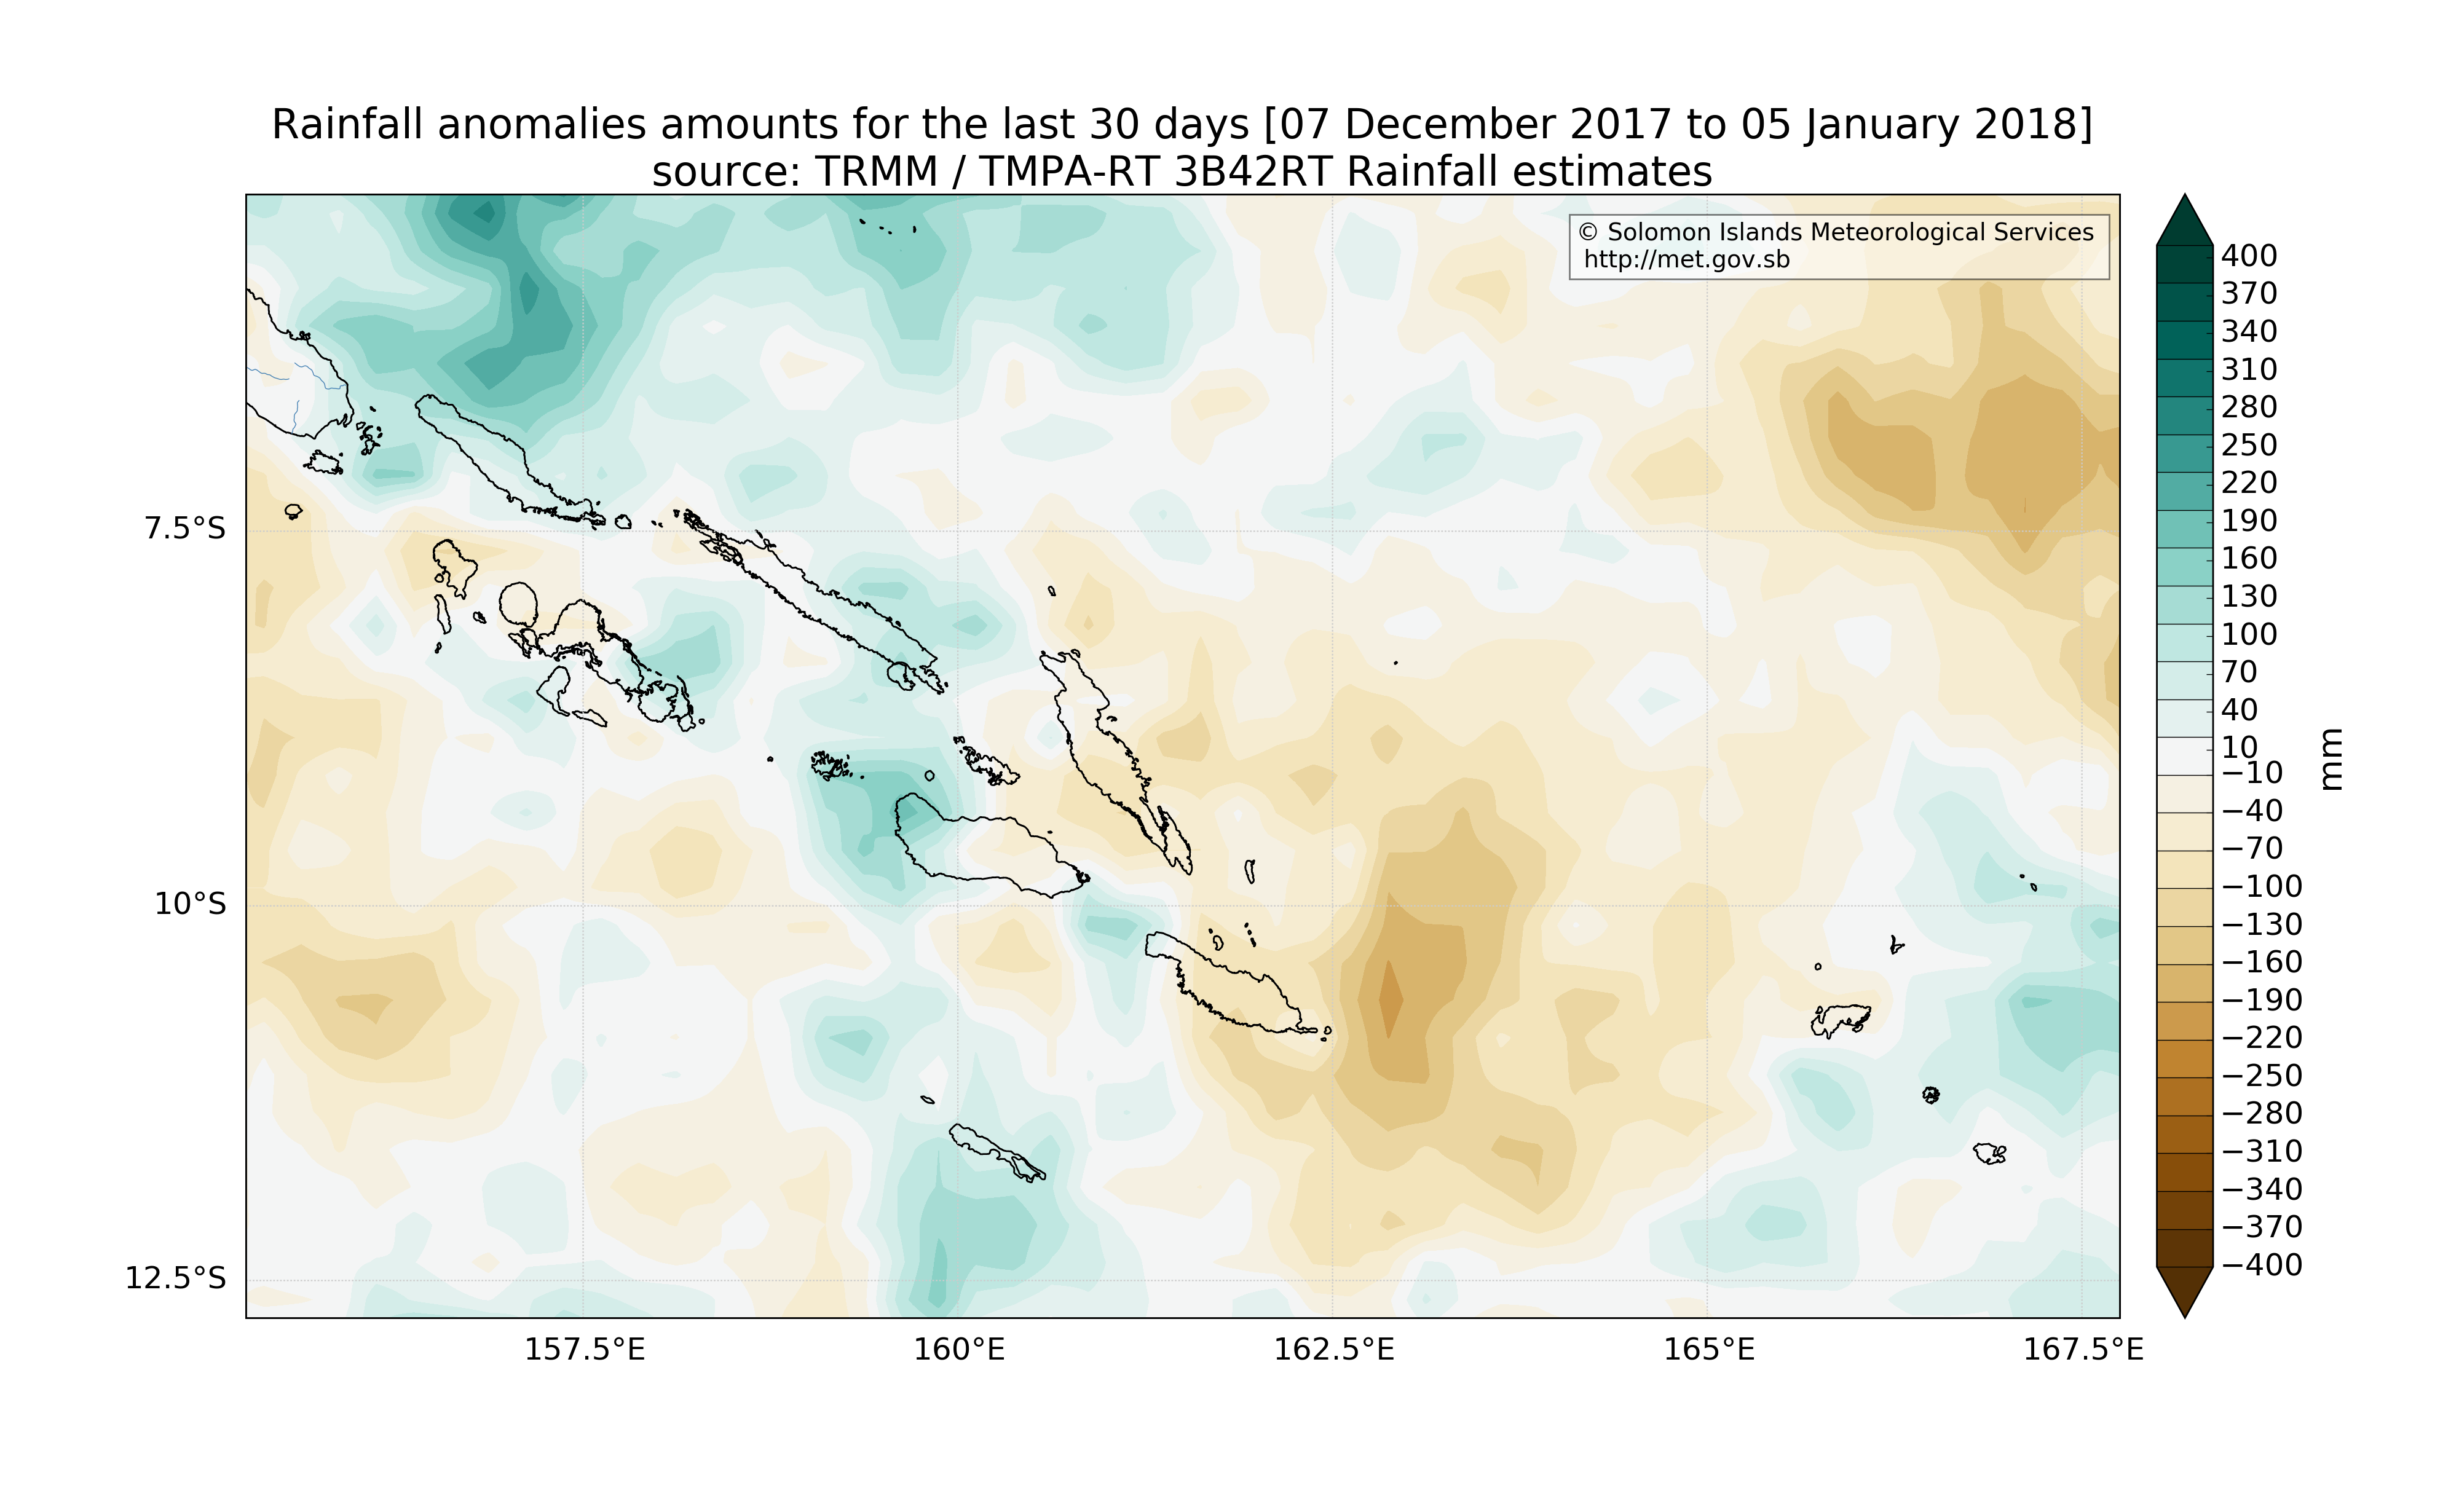 Rainfall anomalies amounts for the last 30 days [07 December 2017 to 05 January 2018]
source: TRMM / TMPA-RT 3B42RT Rainfall estimates
© Solomon Islands Meteorological Services
http://met.gov.sb
7.5°S
10°S
12.5°S
157.5°E
160°E
162.5°E
165°E
167.5°E
400
370
340
310
280
250
220
190
160
130
100
70
40
10
−10
−40
−70
−100
−130
−160
−190
−220
−250
−280
−310
−340
−370
−400
mm